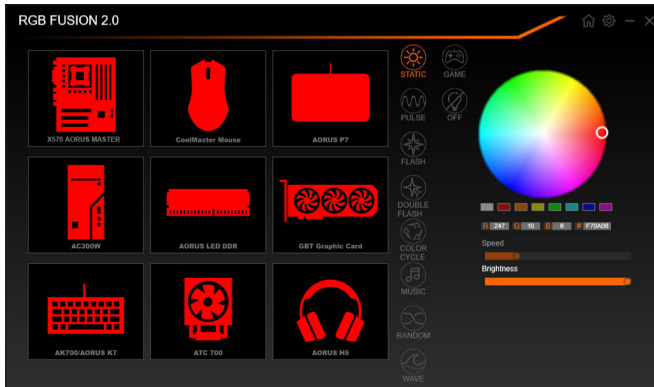 RGB FUSION 2.0
X570 AORUS MASTER
CoolMaster Mouse
AORUS P7
AC300W
AORUS LED DDR
GBT Graphic Card
AK700/AORUS K7
ATC 700
AORUS H5
STATIC
GAME
PULSE
OFF
FLASH
DOUBLE
FLASH
COLOR
CYCLE
MUSIC
RANDOM
WAVE
R 247 G 10 B 6 # F70A06
Speed
Brightness